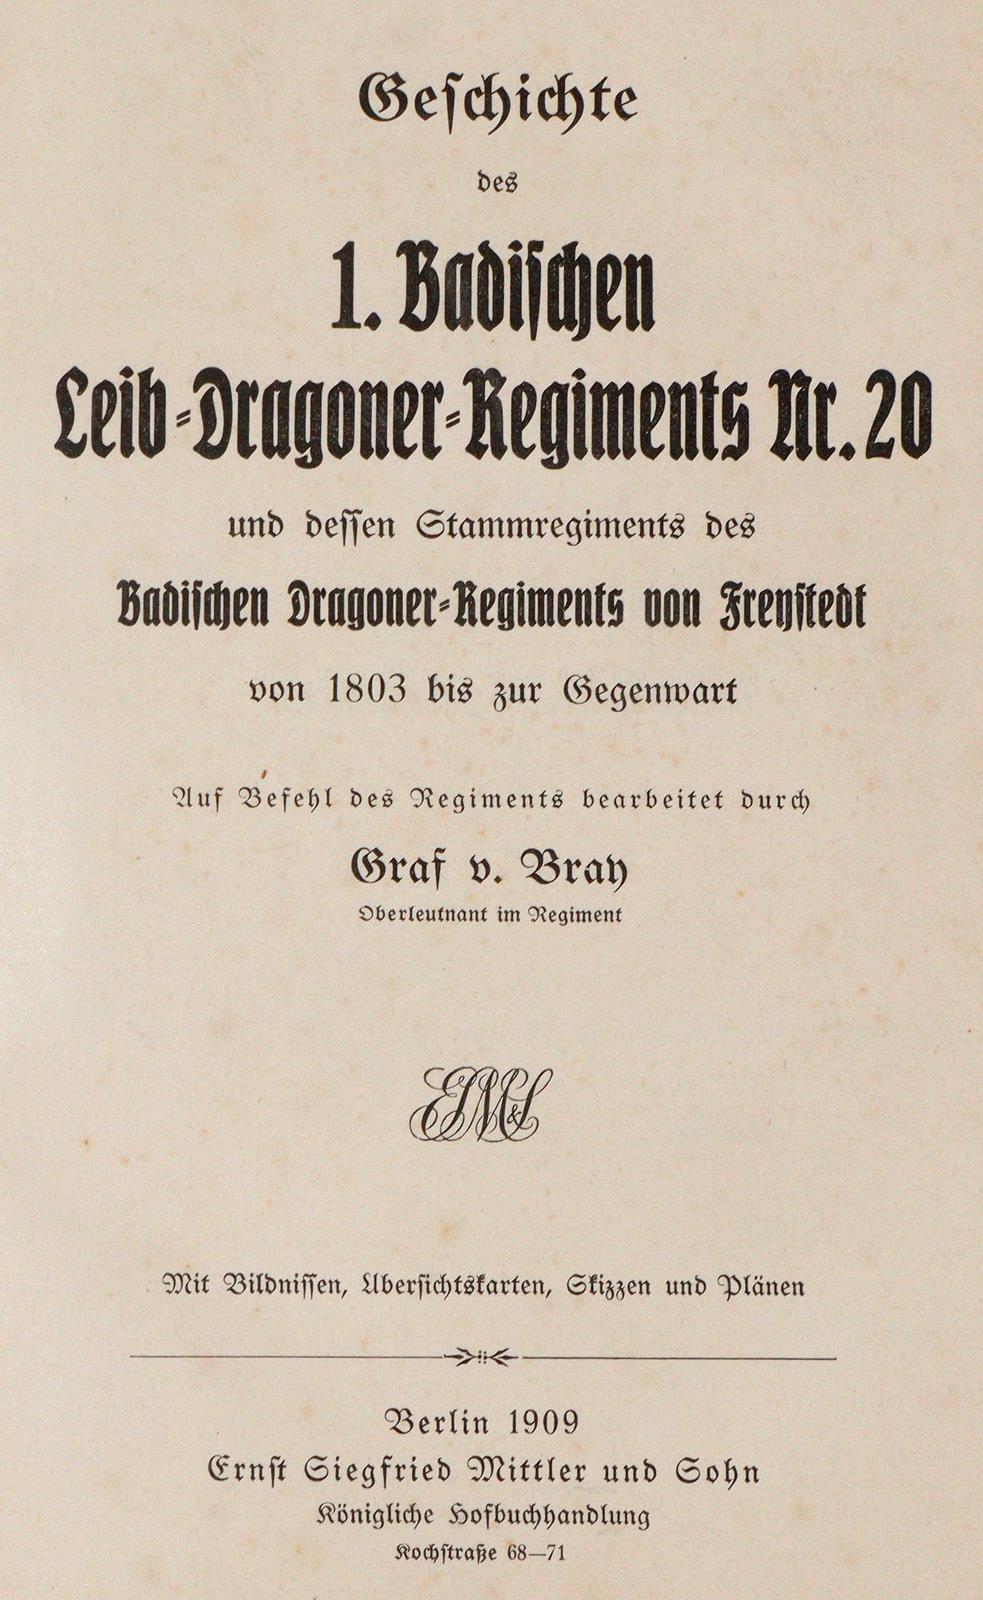 Geſchichte
des
1. Badiſchen
Leib-Dragoner-Regiments Nr. 20
und deſſen Stammregiments des
Badiſchen Dragoner-Regiments von Freyſtedt
von 1803 bis zur Gegenwart
Auf Befehl des Regiments bearbeitet durch
Graf v. Bray
Oberleutnant im Regiment
ESM&S
Mit Bildniſſen, Überſichtskarten, Skizzen und Plänen
Berlin 1909
Ernſt Siegfried Mittler und Sohn
Königliche Hofbuchhandlung
Kochſtraße 68—71